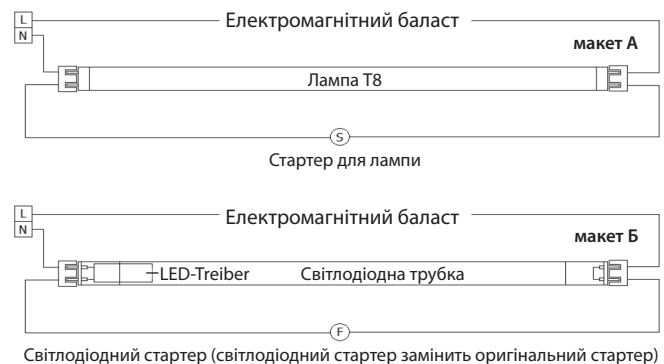 L
N
Електромагнітний баласт
макет А
Лампа Т8
S
Стартер для лампи
L
N
Електромагнітний баласт
макет Б
LED-Treiber Світлодіодна трубка
F
Світлодіодний стартер (світлодіодний стартер замінить оригінальний стартер)